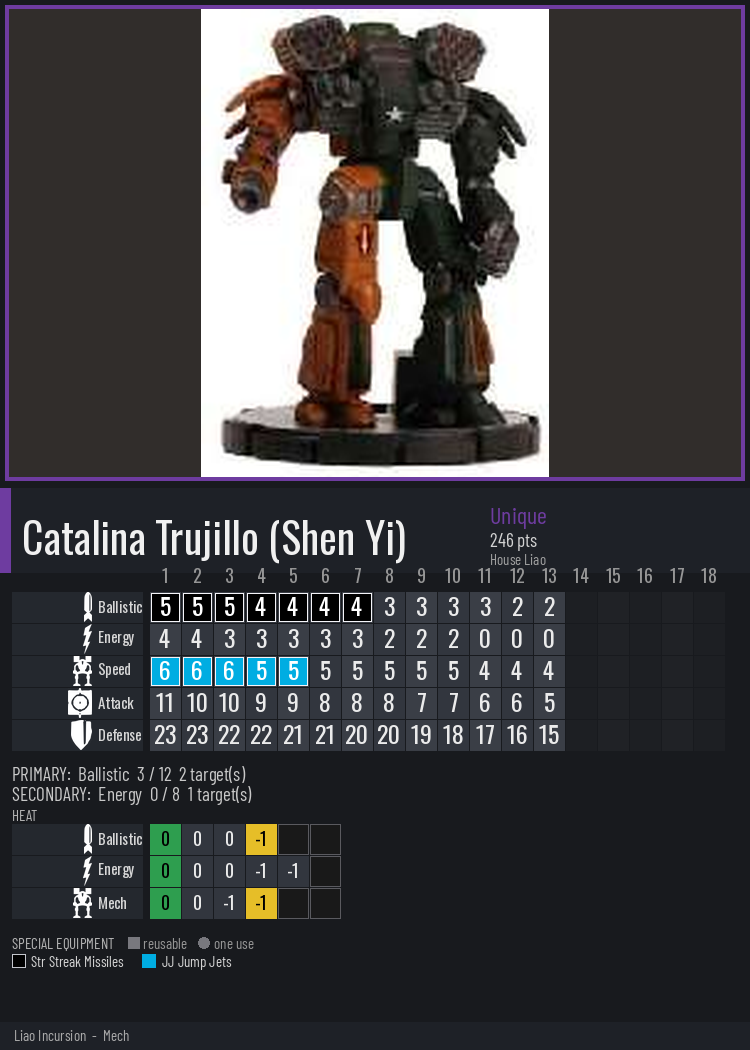 Catalina Trujillo (Shen Yi)
Unique
246 pts
House Liao
1 2 3 4 5 6 7 8 9 10 11 12 13 14 15 16 17 18
Ballistic 5 5 5 4 4 4 4 3 3 3 3 2 2
Energy 4 4 3 3 3 3 3 2 2 2 0 0 0
Speed 6 6 6 5 5 5 5 5 5 5 4 4 4
Attack 11 10 10 9 9 8 8 8 7 7 6 6 5
Defense 23 23 22 22 21 21 20 20 19 18 17 16 15
PRIMARY: Ballistic 3 / 12 2 target(s)
SECONDARY: Energy 0 / 8 1 target(s)
HEAT
Ballistic 0 0 0 -1
Energy 0 0 0 -1 -1
Mech 0 0 -1 -1
SPECIAL EQUIPMENT reusable one use
Str Streak Missiles JJ Jump Jets
Liao Incursion - Mech